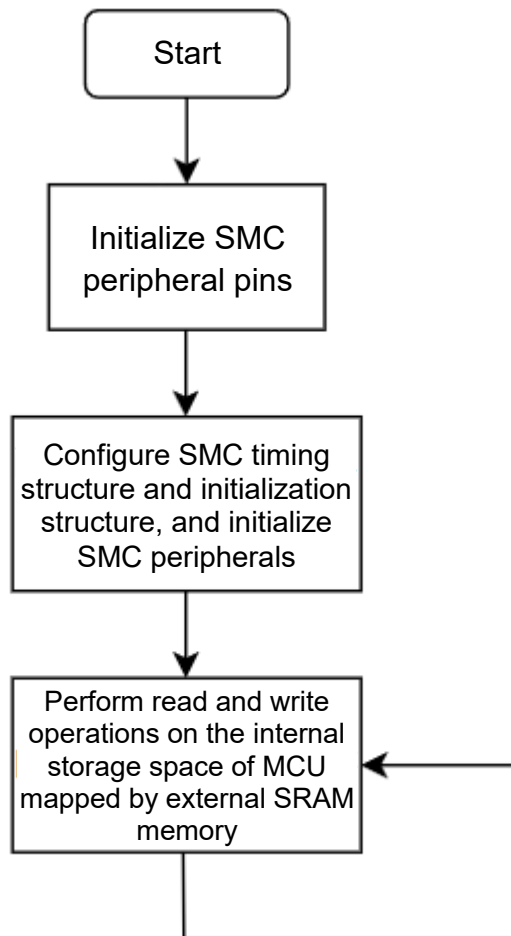 Start
Initialize SMC
peripheral pins
Configure SMC timing
structure and initialization
structure, and initialize
SMC peripherals
Perform read and write
operations on the internal
storage space of MCU
mapped by external SRAM
memory